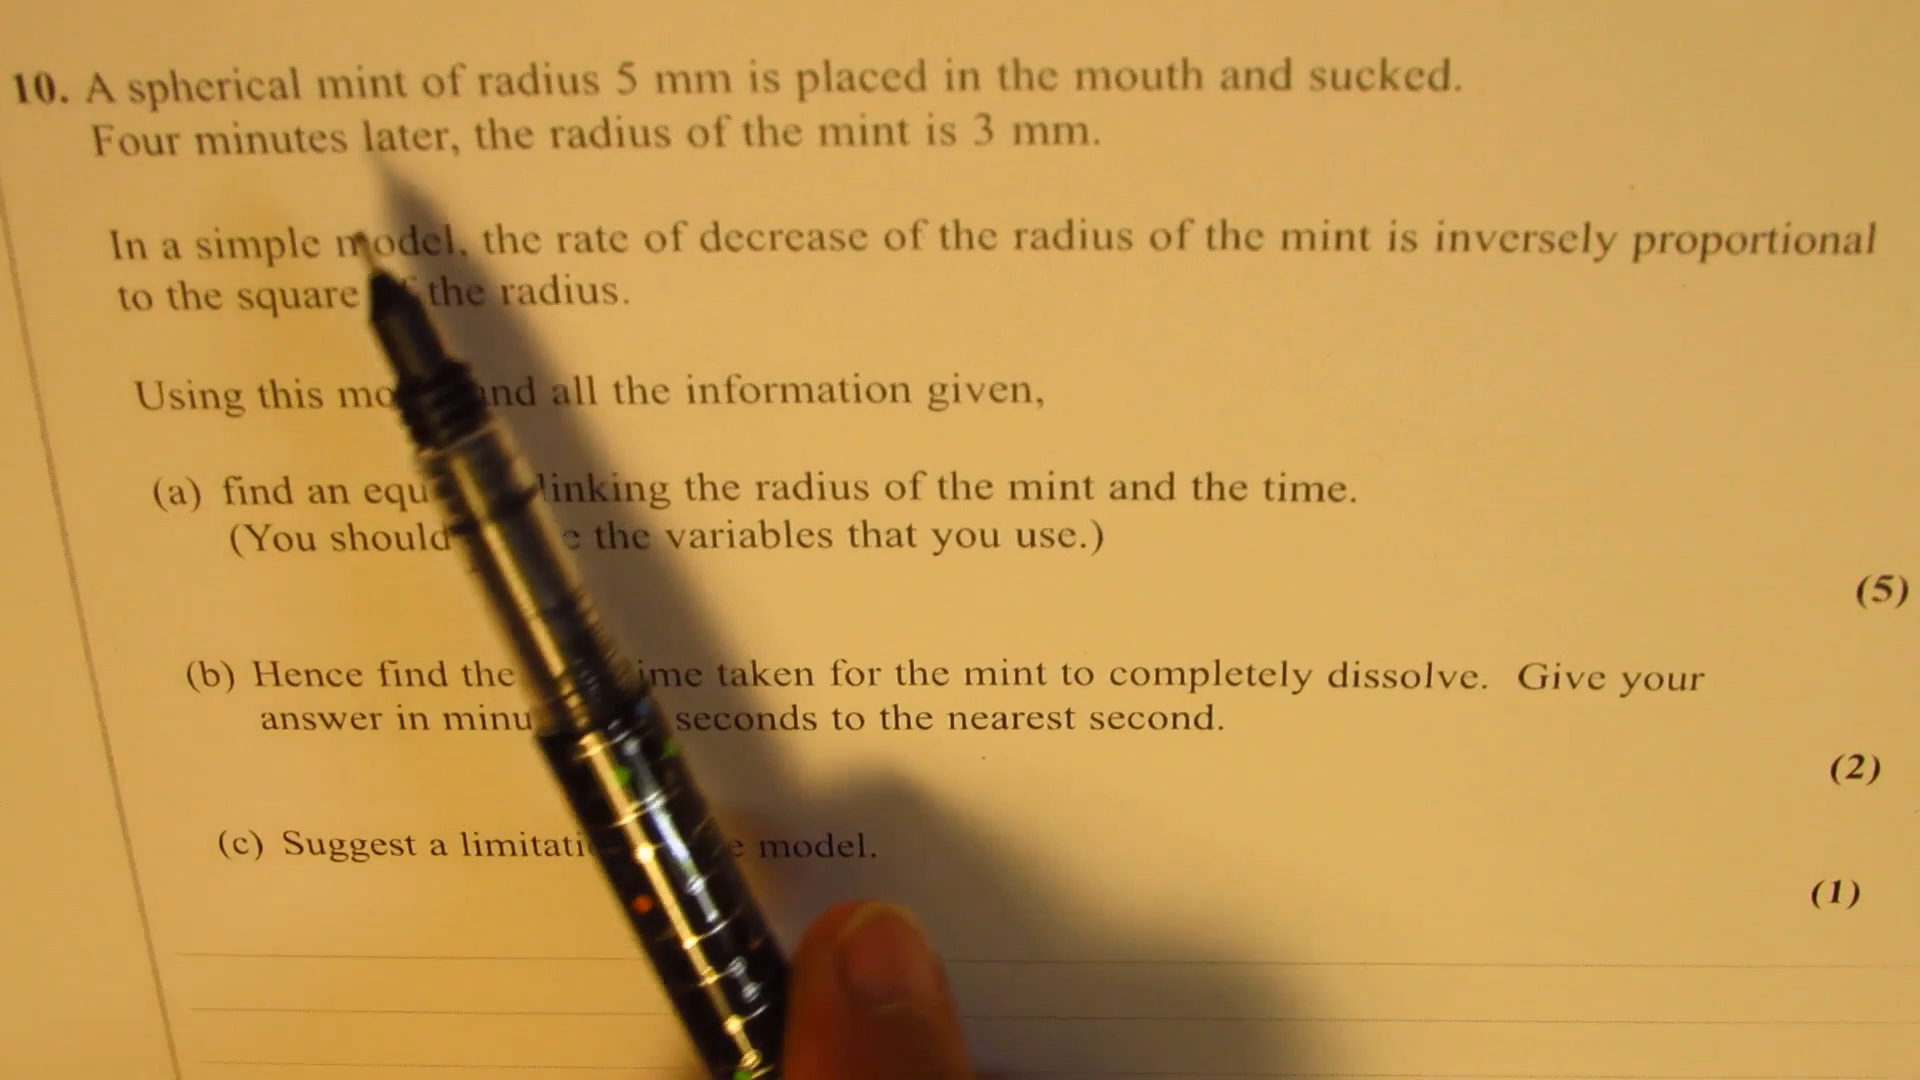 10. A spherical mint of radius 5 mm is placed in the mouth and sucked.
Four minutes later, the radius of the mint is 3 mm.
In a simple model, the rate of decrease of the radius of the mint is inversely proportional
to the square the radius.
Using this and all the information given,
(a) find an linking the radius of the mint and the time.
(You should the variables that you use.)
(5)
(b) Hence find the taken for the mint to completely dissolve. Give your
answer in seconds to the nearest second.
(2)
(c) Suggest a model.
(1)